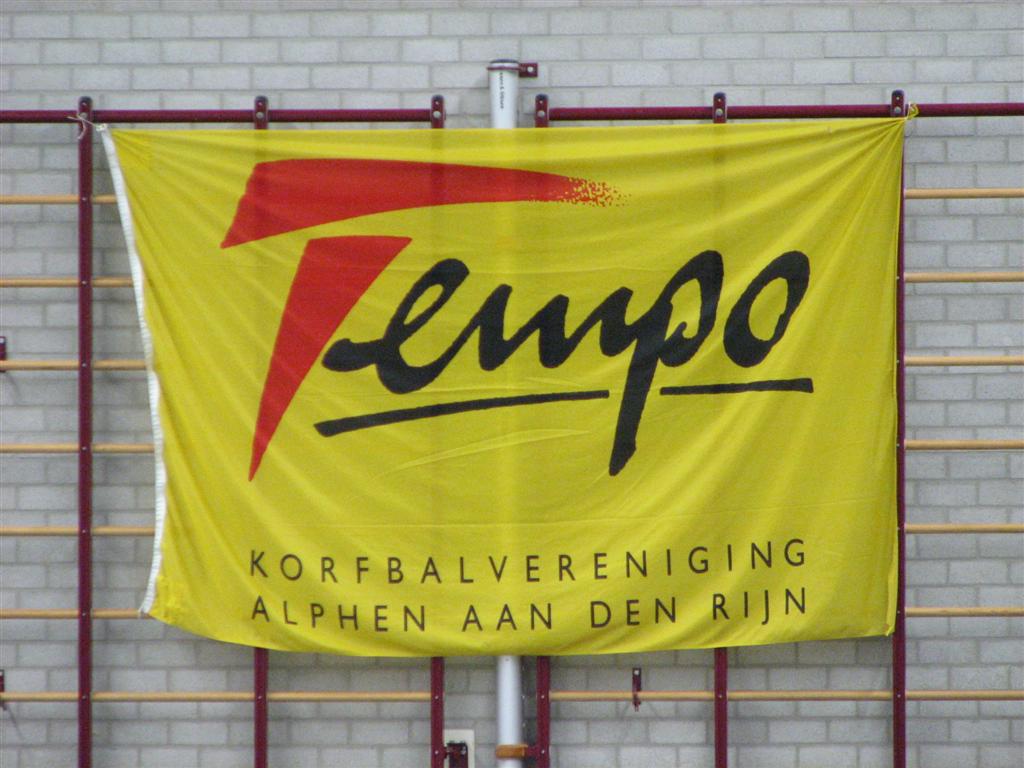 Tempo
KORFBALVERENIGING
ALPHEN AAN DEN RIJN